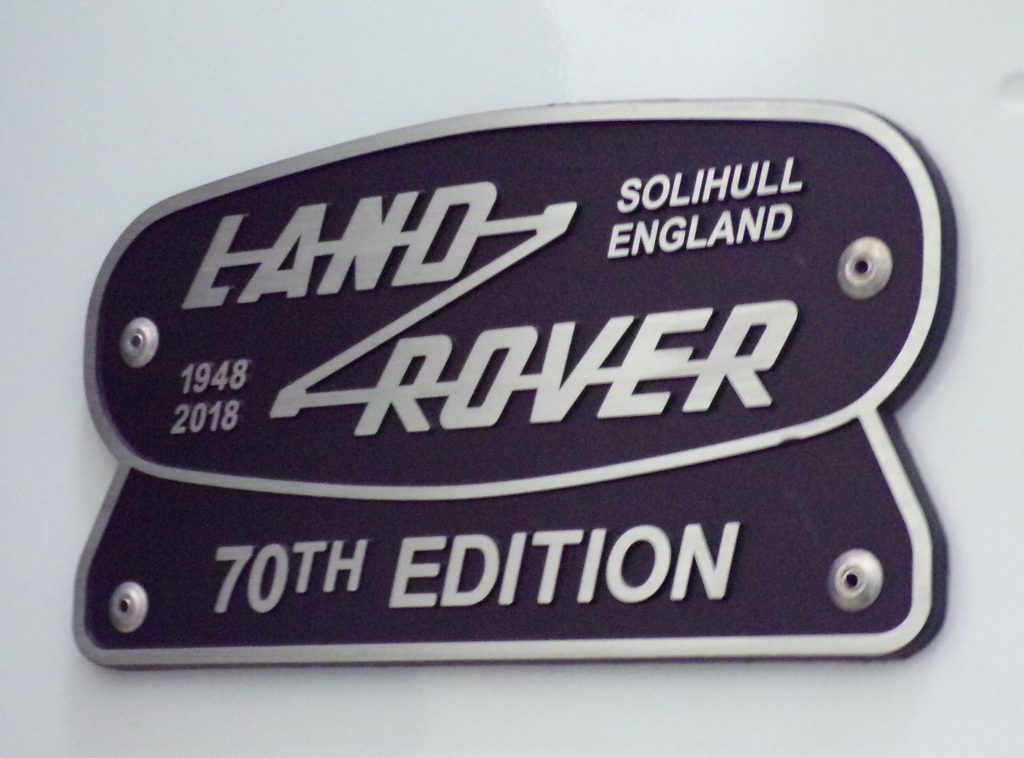 LAND
SOLIHULL
ENGLAND
ROVER
1948
2018
70TH EDITION